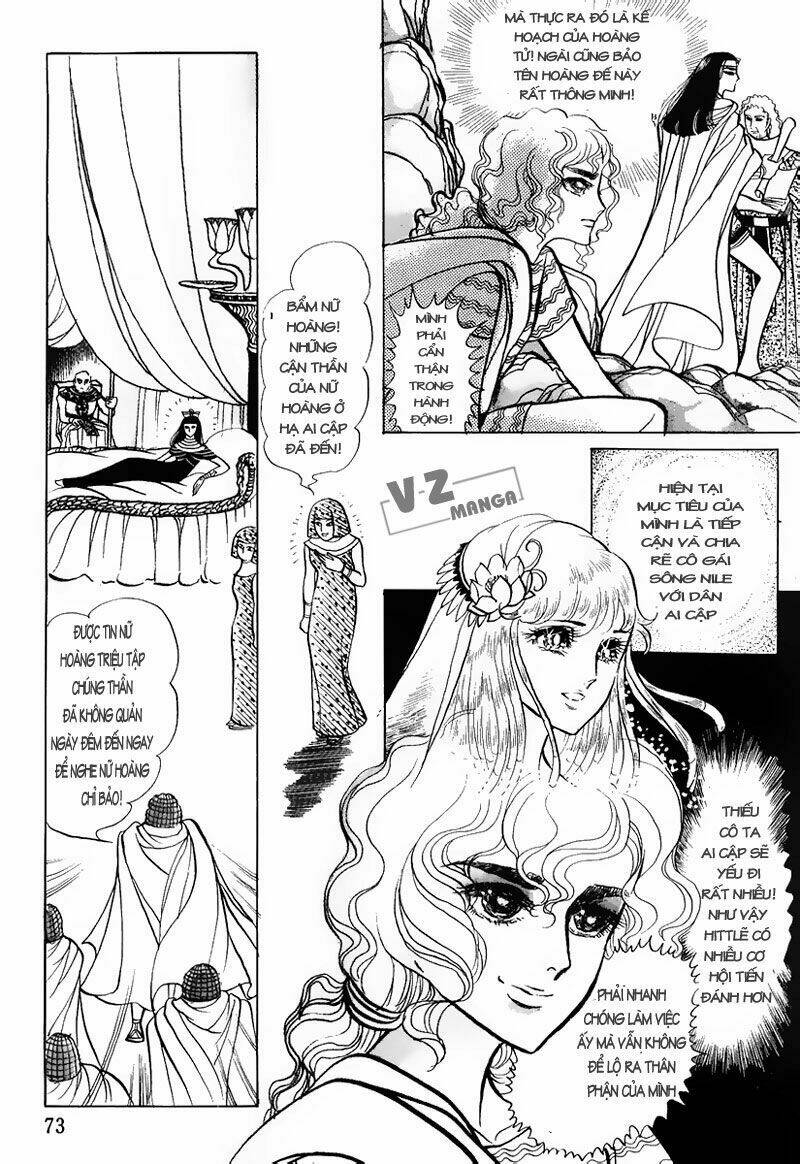 MÀ THỰC RA ĐÓ LÀ KẾ
HOẠCH CỦA HOÀNG
TỬ! NGÀI CŨNG BẢO
TÊN HOÀNG ĐẾ NÀY
RẤT THÔNG MINH!
MÌNH
PHẢI
CẨN
THẬN
TRONG
HÀNH
ĐỘNG!
BẨM NỮ
HOÀNG!
NHỮNG
CẬN THẦN
CỦA NỮ
HOÀNG Ở
HẠ AI CẬP
ĐÃ ĐẾN!
V-Z
MANGA
HIỆN TẠI
MỤC TIÊU CỦA
MÌNH LÀ TIẾP
CẬN VÀ CHIA
RẼ CÔ GÁI
SÔNG NILE
VỚI DÂN
AI CẬP
ĐƯỢC TIN NỮ
HOÀNG TRIỆU TẬP
CHÚNG THẦN
ĐÃ KHÔNG QUẢN
NGÀY ĐÊM ĐẾN NGAY
ĐỂ NGHE NỮ HOÀNG
CHỈ BẢO!
THIẾU
CÔ TA
AI CẬP SẼ
YẾU ĐI
RẤT NHIỀU!
NHƯ VẬY
HITTLE CÓ
NHIỀU CƠ
HỘI TIẾN
ĐÁNH HƠN
PHẢI NHANH
CHÓNG LÀM VIỆC
ẤY MÀ VẪN KHÔNG
ĐỂ LỘ RA THÂN
PHẬN CỦA MÌNH
73